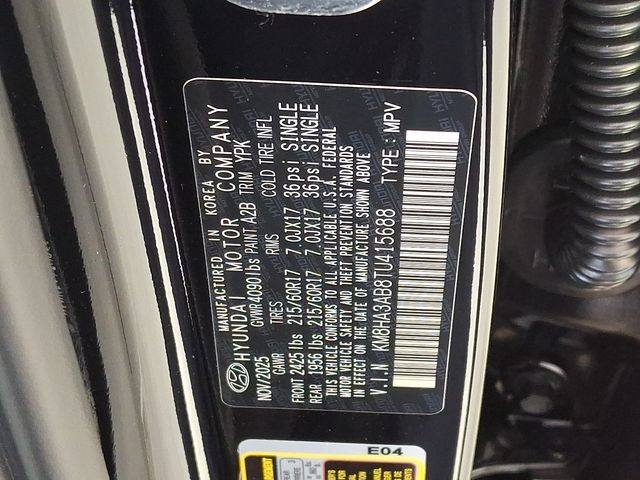 MANUFACTURED IN KOREA BY
HYUNDAI MOTOR COMPANY
NOV/2025 GVWR 4090 lbs PAINT A2B TRIM YPK
GAWR TIRES RIMS COLD TIRE INFL
FRONT 2425 lbs 215/60R17 7.0JX17 36psi SINGLE
REAR 1956 lbs 215/60R17 7.0JX17 36psi SINGLE
THIS VEHICLE CONFORMS TO ALL APPLICABLE U.S.A. FEDERAL
MOTOR VEHICLE SAFETY AND THEFT PREVENTION STANDARDS
IN EFFECT ON THE DATE OF MANUFACTURE SHOWN ABOVE
V.I.N : KM8HA3AB8TU415688 TYPE : MPV
E04